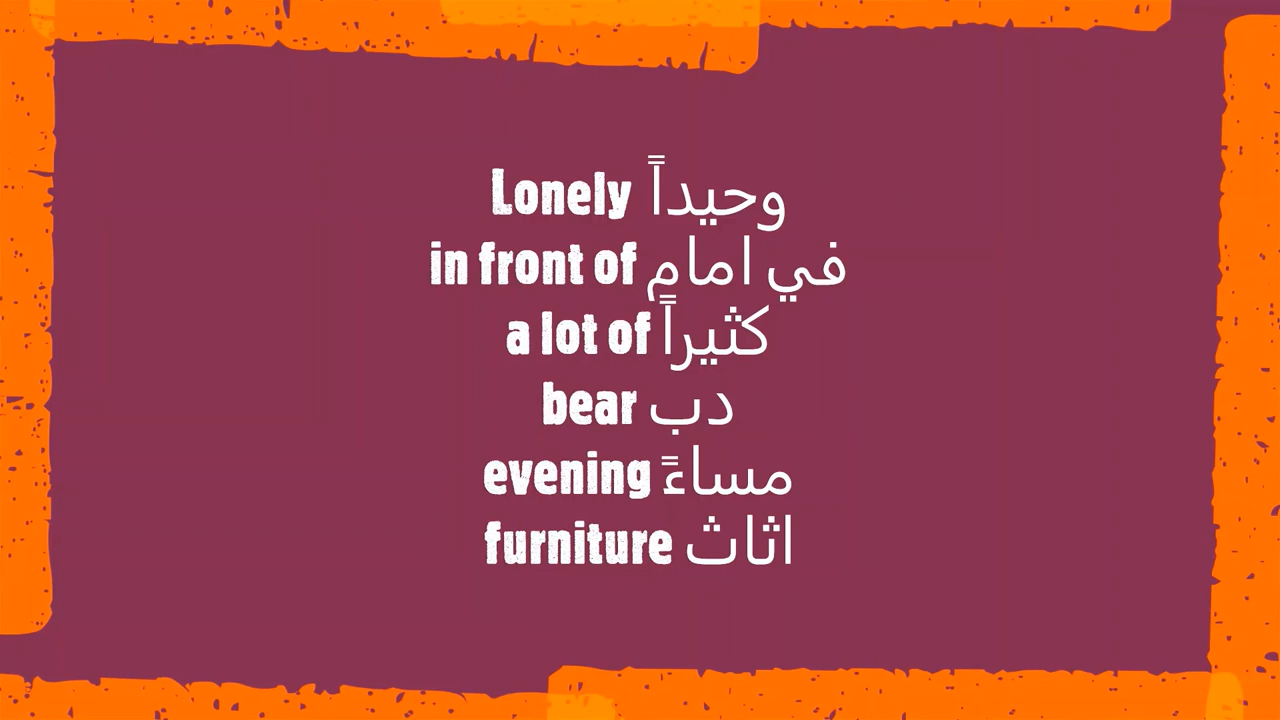 Lonely وحيداً
in front of في امام
a lot of كثيراً
bear دب
evening مساءً
furniture اثاث